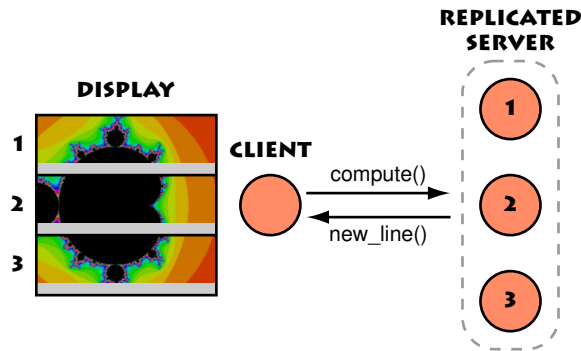 REPLICATED
SERVER
DISPLAY
1
2
3
CLIENT
compute()
new_line()
1
2
3